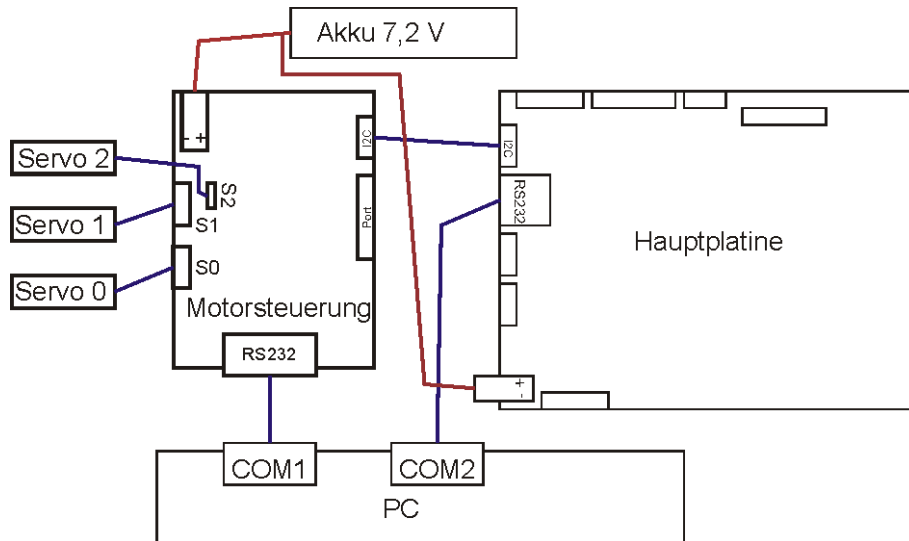 Akku 7,2 V
- +
I2C
I2C
Servo 2
S2
RS232
Servo 1
S1
Port
Hauptplatine
S0
Servo 0
Motorsteuerung
RS232
+ -
COM1
COM2
PC